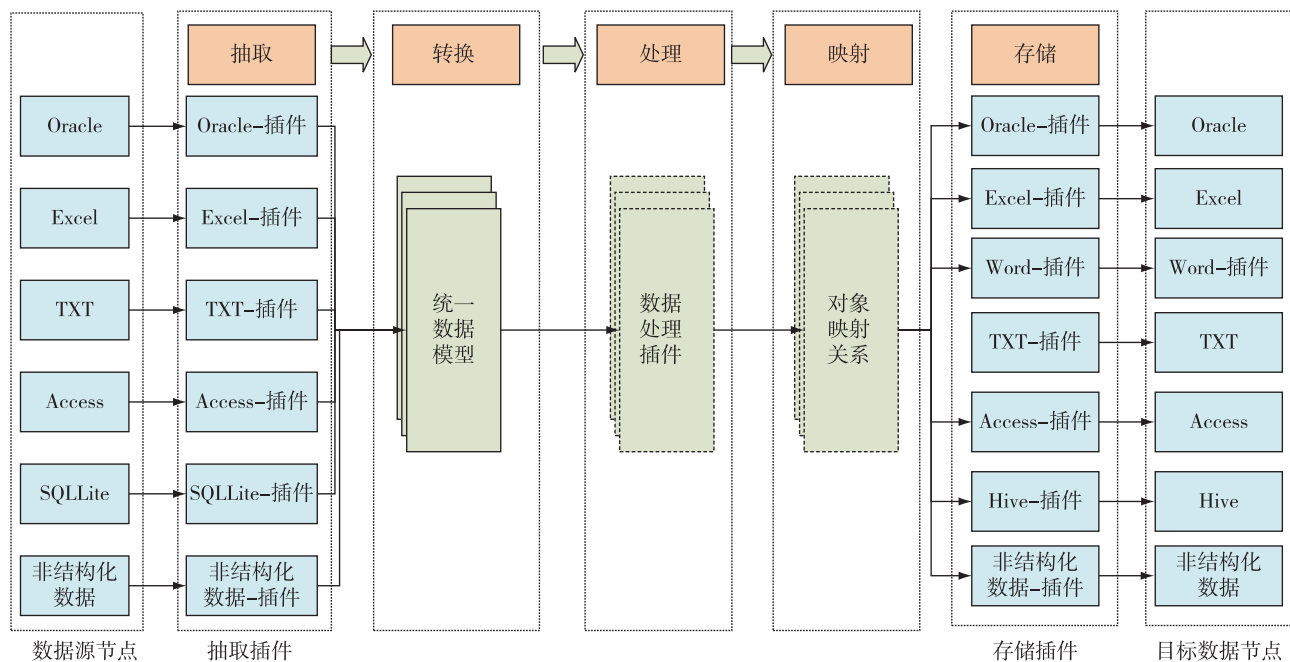 抽取
转换
处理
映射
存储
Oracle
Oracle-插件
Oracle-插件
Oracle
Excel
Excel-插件
Excel-插件
Excel
Word-插件
Word-插件
TXT
TXT-插件
统一
数据
模型
数据
处理
插件
对象
映射
关系
TXT-插件
TXT
Access
Access-插件
Access-插件
Access
SQLLite
SQLLite-插件
Hive-插件
Hive
非结构化
数据
非结构化
数据-插件
非结构化
数据-插件
非结构化
数据
数据源节点
抽取插件
存储插件
目标数据节点